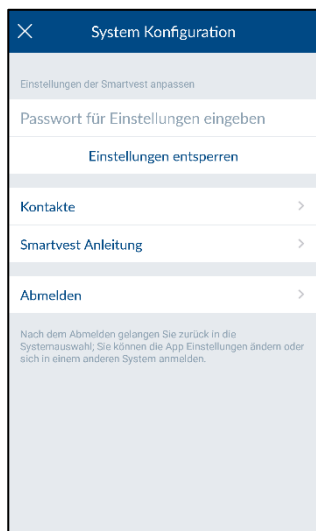 System Konfiguration
Einstellungen der Smartvest anpassen
Passwort für Einstellungen eingeben
Einstellungen entsperren
Kontakte
Smartvest Anleitung
Abmelden
Nach dem Abmelden gelangen Sie zurück in die
Systemauswahl; Sie können die App Einstellungen ändern oder
sich in einem anderen System anmelden.